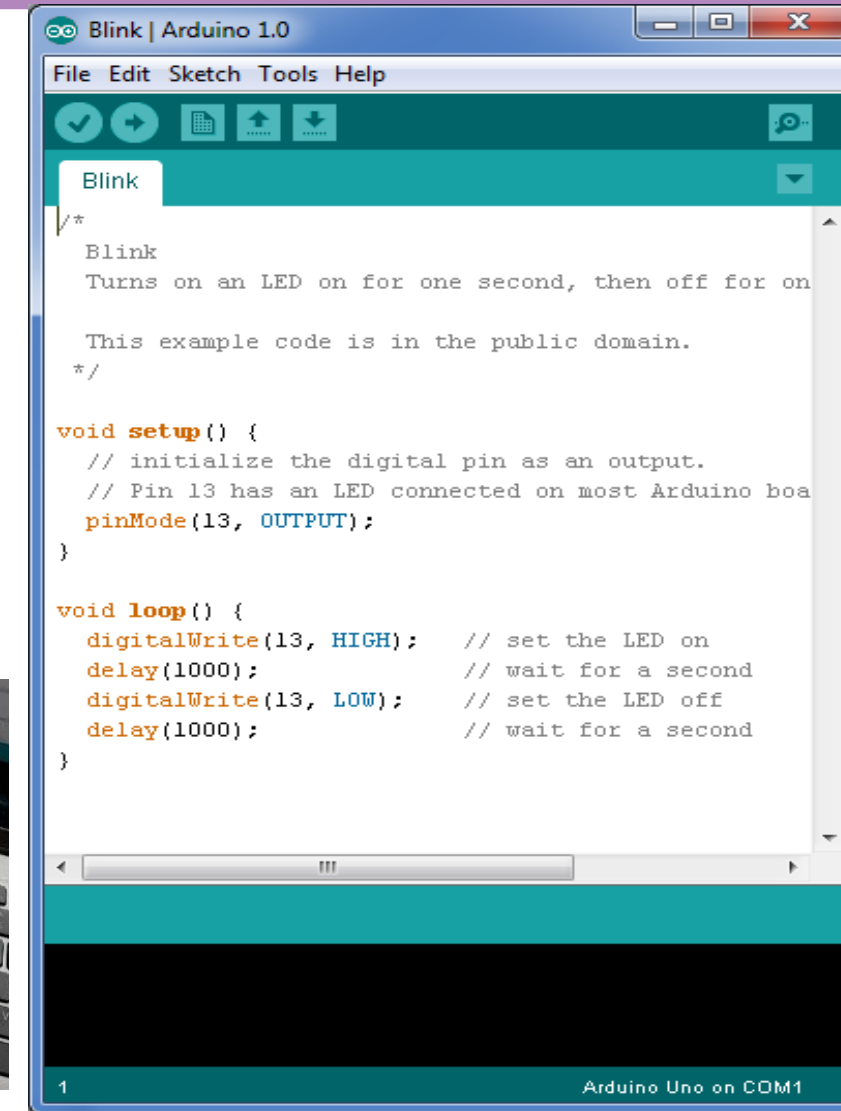 Blink | Arduino 1.0
File Edit Sketch Tools Help
Blink
/*
  Blink
  Turns on an LED on for one second, then off for on

  This example code is in the public domain.
 */

void setup() {
  // initialize the digital pin as an output.
  // Pin 13 has an LED connected on most Arduino boa
  pinMode(13, OUTPUT);
}

void loop() {
  digitalWrite(13, HIGH);   // set the LED on
  delay(1000);              // wait for a second
  digitalWrite(13, LOW);    // set the LED off
  delay(1000);              // wait for a second
}
1
Arduino Uno on COM1